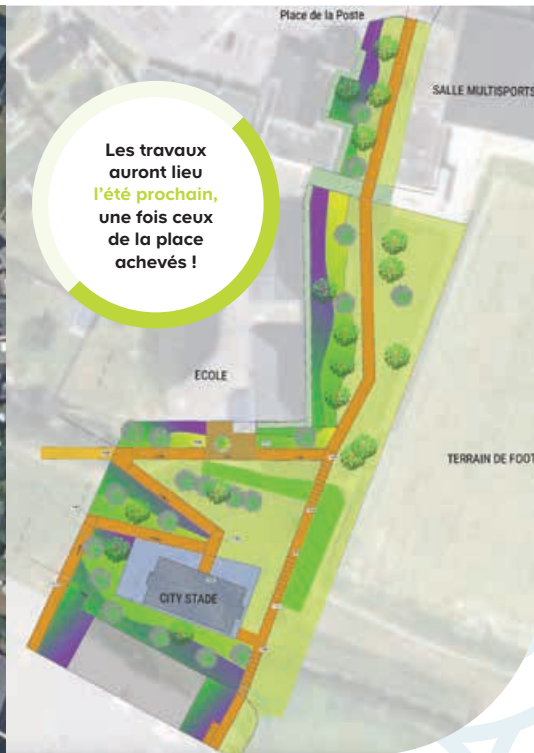 Place de la Poste
SALLE MULTISPORTS
Les travaux
auront lieu
l'été prochain,
une fois ceux
de la place
achevés !
ECOLE
TERRAIN DE FOOT
CITY STADE